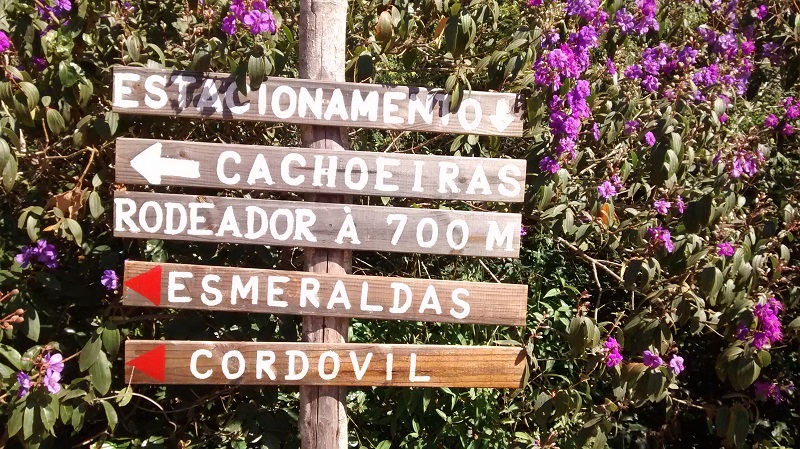 ESTACIONAMENTO
CACHOEIRAS
RODEADOR À 700 M
ESMERALDAS
CORDOVIL